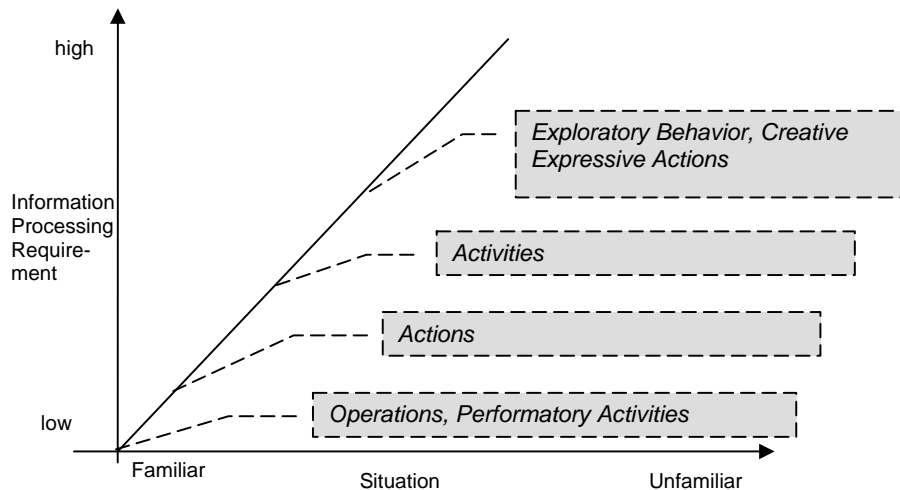 high
Exploratory Behavior, Creative
Expressive Actions
Information
Processing
Require-
ment
Activities
Actions
low
Operations, Performatory Activities
Familiar
Situation
Unfamiliar